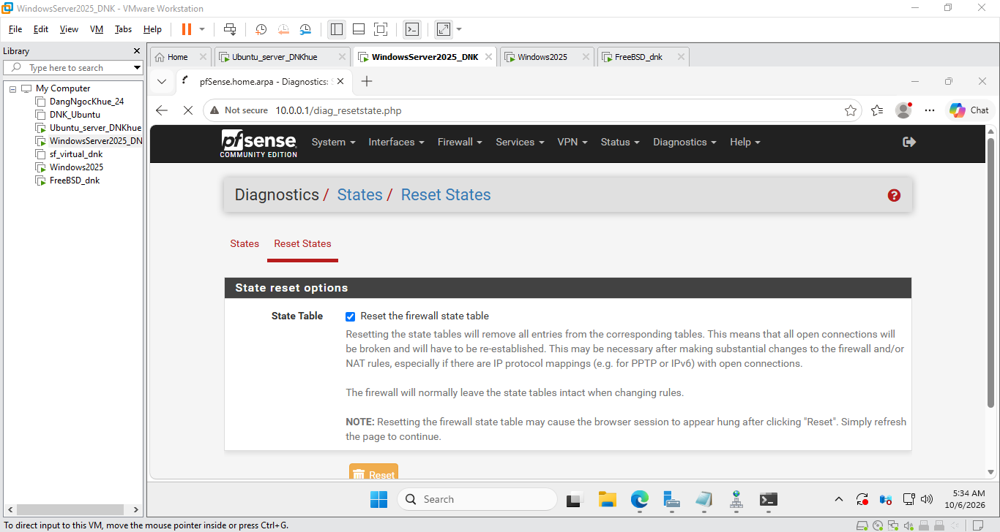 WindowsServer2025_DNK - VMware Workstation
File Edit View VM Tabs Help
Library
Type here to search
My Computer
DangNgocKhue_24
DNK_Ubuntu
Ubuntu_server_DNKhue
WindowsServer2025_DN
sf_virtual_dnk
Windows2025
FreeBSD_dnk
Home Ubuntu_server_DNKhue WindowsServer2025_DNK Windows2025 FreeBSD_dnk
pfSense.home.arpa - Diagnostics:
Not secure 10.0.0.1/diag_resetstate.php Chat
pfsense System Interfaces Firewall Services VPN Status Diagnostics Help
COMMUNITY EDITION
Diagnostics / States / Reset States
States Reset States
State reset options
State Table Reset the firewall state table
Resetting the state tables will remove all entries from the corresponding tables. This means that all open connections will
be broken and will have to be re-established. This may be necessary after making substantial changes to the firewall and/or
NAT rules, especially if there are IP protocol mappings (e.g. for PPTP or IPv6) with open connections.
The firewall will normally leave the state tables intact when changing rules.
NOTE: Resetting the firewall state table may cause the browser session to appear hung after clicking "Reset". Simply refresh
the page to continue.
Reset
Search
5:34 AM
10/6/2026
To direct input to this VM, move the mouse pointer inside or press Ctrl+G.